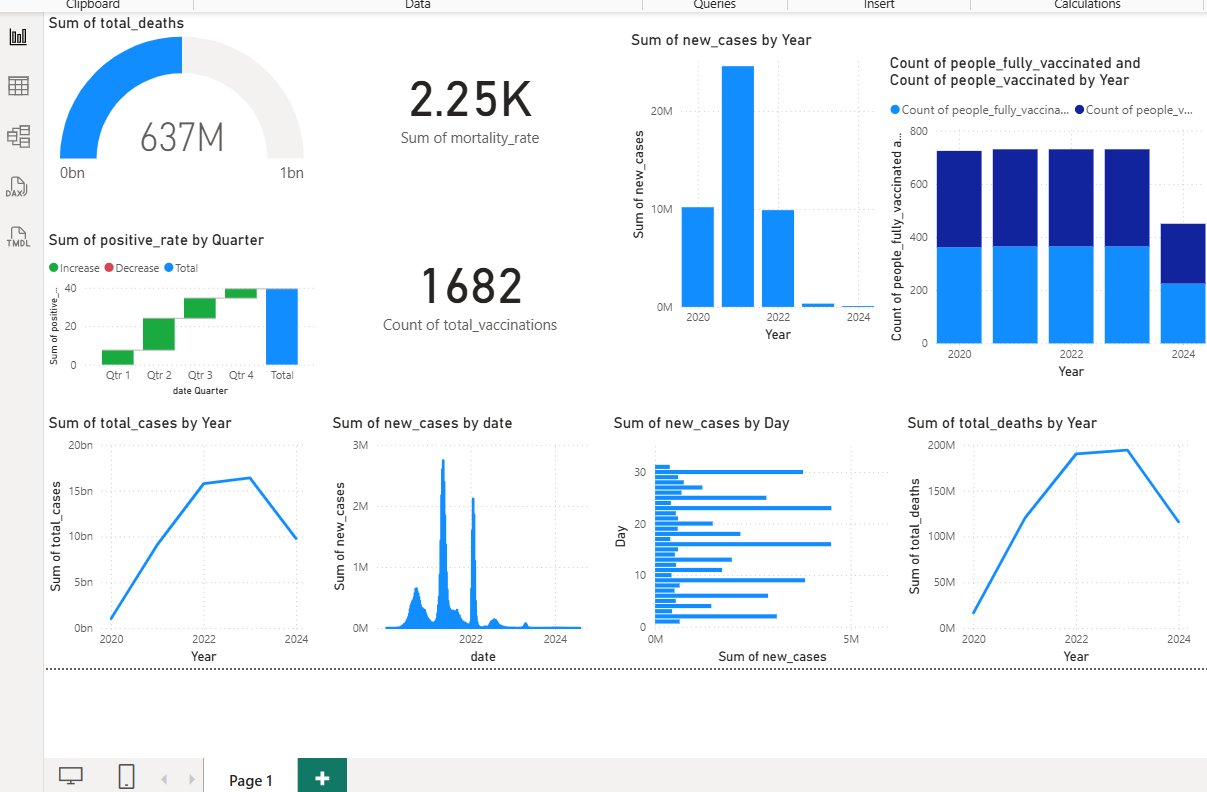 Clipboard
Data
Queries
Insert
Calculations
DAX
TMDL
Sum of total_deaths
637M
0bn
1bn
2.25K
Sum of mortality_rate
Sum of new_cases by Year
Sum of new_cases
20M
10M
0M
2020
2022
2024
Year
Count of people_fully_vaccinated and
Count of people_vaccinated by Year
Count of people_fully_vaccina...
Count of people_v...
Count of people_fully_vaccinated a...
800
600
400
200
0
2020
2022
2024
Year
Sum of positive_rate by Quarter
Increase
Decrease
Total
Sum of positive_...
40
20
0
Qtr 1
Qtr 2
Qtr 3
Qtr 4
Total
date Quarter
1682
Count of total_vaccinations
Sum of total_cases by Year
Sum of total_cases
20bn
15bn
10bn
5bn
0bn
2020
2022
2024
Year
Sum of new_cases by date
Sum of new_cases
3M
2M
1M
0M
2022
2024
date
Sum of new_cases by Day
Day
30
20
10
0
0M
5M
Sum of new_cases
Sum of total_deaths by Year
Sum of total_deaths
200M
150M
100M
50M
0M
2020
2022
2024
Year
Page 1